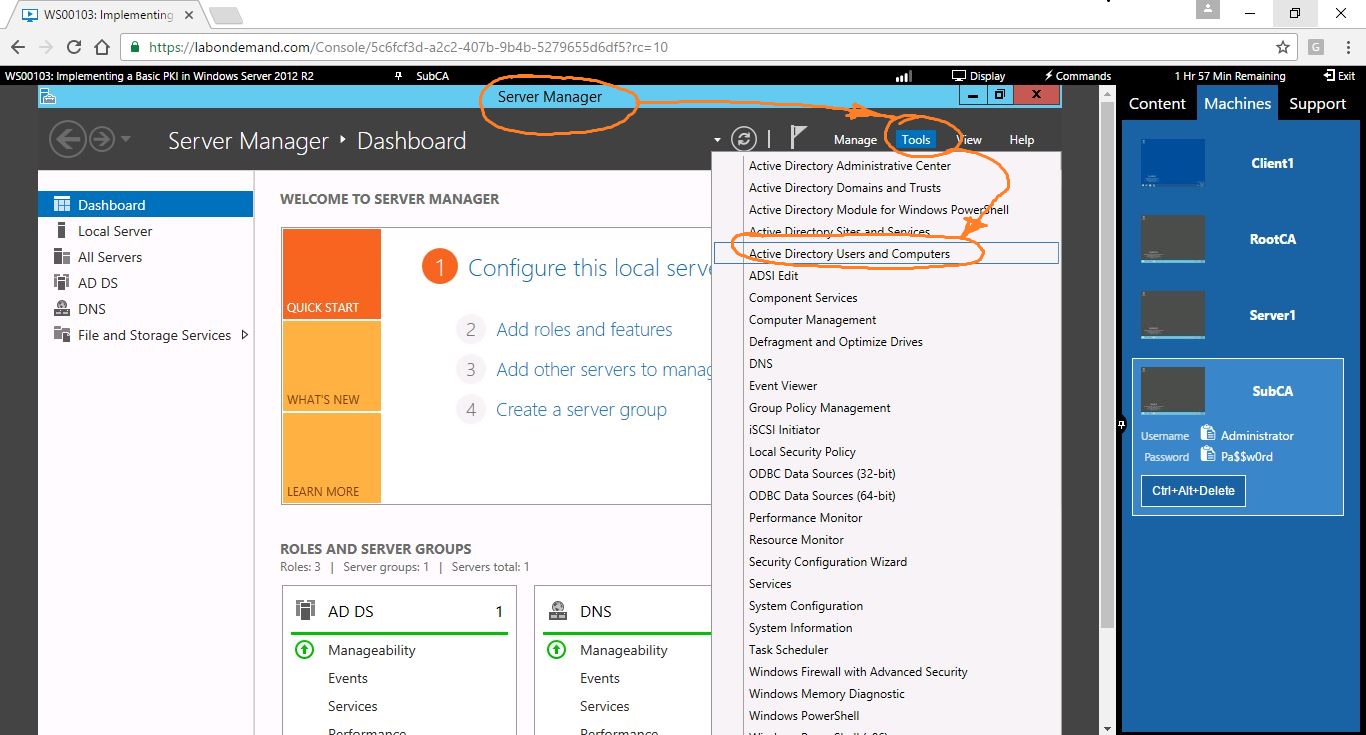 WS00103: Implementing
https://labondemand.com/Console/5c6fcf3d-a2c2-407b-9b4b-5279655d6df5?rc=10
G
WS00103: Implementing a Basic PKI in Windows Server 2012 R2
SubCA
Display
Commands
1 Hr 57 Min Remaining
Exit
Server Manager
Content
Machines
Support
Server Manager
Dashboard
Manage
Tools
View
Help
Dashboard
Local Server
All Servers
AD DS
DNS
File and Storage Services
WELCOME TO SERVER MANAGER
QUICK START
WHAT'S NEW
LEARN MORE
1 Configure this local serve
2 Add roles and features
3 Add other servers to manag
4 Create a server group
ROLES AND SERVER GROUPS
Roles: 3 | Server groups: 1 | Servers total: 1
AD DS 1
Manageability
Events
Services
Performance
DNS
Manageability
Events
Services
Performance
Active Directory Administrative Center
Active Directory Domains and Trusts
Active Directory Module for Windows PowerShell
Active Directory Sites and Services
Active Directory Users and Computers
ADSI Edit
Component Services
Computer Management
Defragment and Optimize Drives
DNS
Event Viewer
Group Policy Management
iSCSI Initiator
Local Security Policy
ODBC Data Sources (32-bit)
ODBC Data Sources (64-bit)
Performance Monitor
Resource Monitor
Security Configuration Wizard
Services
System Configuration
System Information
Task Scheduler
Windows Firewall with Advanced Security
Windows Memory Diagnostic
Windows PowerShell
Client1
RootCA
Server1
SubCA
Username Administrator
Password Pa$$w0rd
Ctrl+Alt+Delete